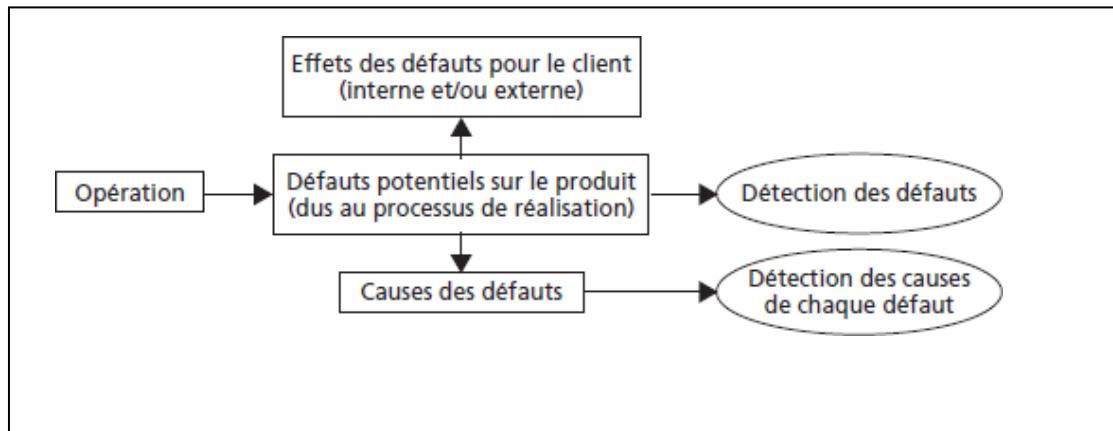 Effets des défauts pour le client
(interne et/ou externe)
Opération
Défauts potentiels sur le produit
(dus au processus de réalisation)
Détection des défauts
Causes des défauts
Détection des causes
de chaque défaut